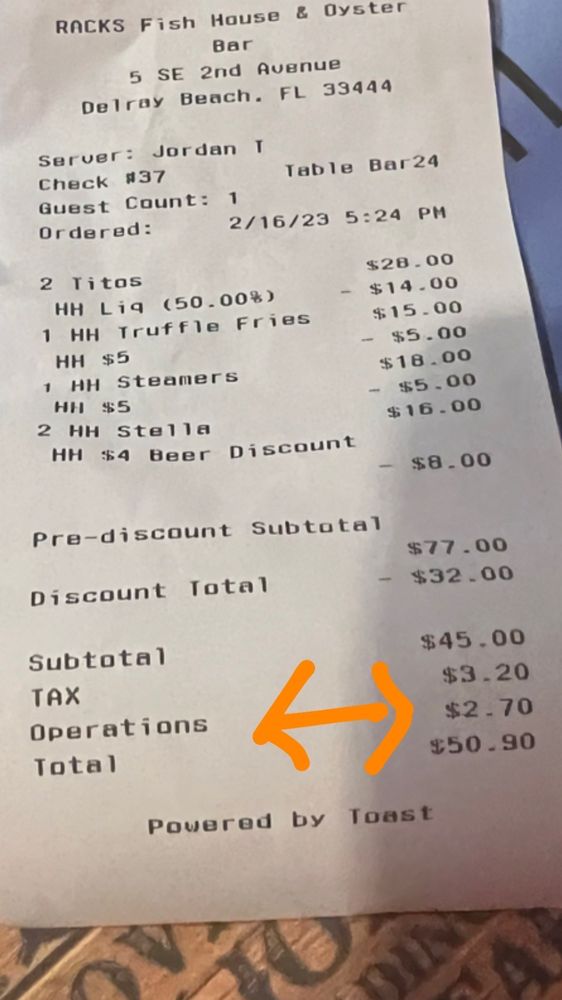 RACKS Fish House & Oyster
Bar
5 SE 2nd Avenue
Delray Beach, FL 33444
Server: Jordan T
Check #37 Table Bar24
Guest Count: 1
Ordered: 2/16/23 5:24 PM
2 Titos $28.00
HH Liq (50.00%) - $14.00
1 HH Truffle Fries $15.00
HH $5 - $5.00
1 HH Steamers $18.00
HH $5 - $5.00
2 HH Stella $16.00
HH $4 Beer Discount
- $8.00
Pre-discount Subtotal
$77.00
Discount Total - $32.00
Subtotal $45.00
TAX $3.20
Operations $2.70
Total $50.90
Powered by Toast